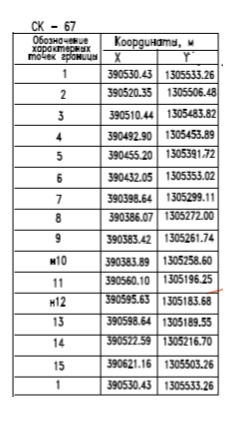 СК - 67
Обозначение характерных точек границы Координаты, м
X Y
1 390530.43 1305533.26
2 390520.35 1305506.48
3 390510.44 1305483.82
4 390492.90 1305453.89
5 390455.20 1305391.72
6 390432.05 1305353.02
7 390398.64 1305299.11
8 390386.07 1305272.00
9 390383.42 1305261.74
н10 390383.89 1305258.60
11 390560.10 1305196.25
н12 390595.63 1305183.68
13 390598.64 1305189.55
14 390522.59 1305216.70
15 390621.16 1305503.26
1 390530.43 1305533.26